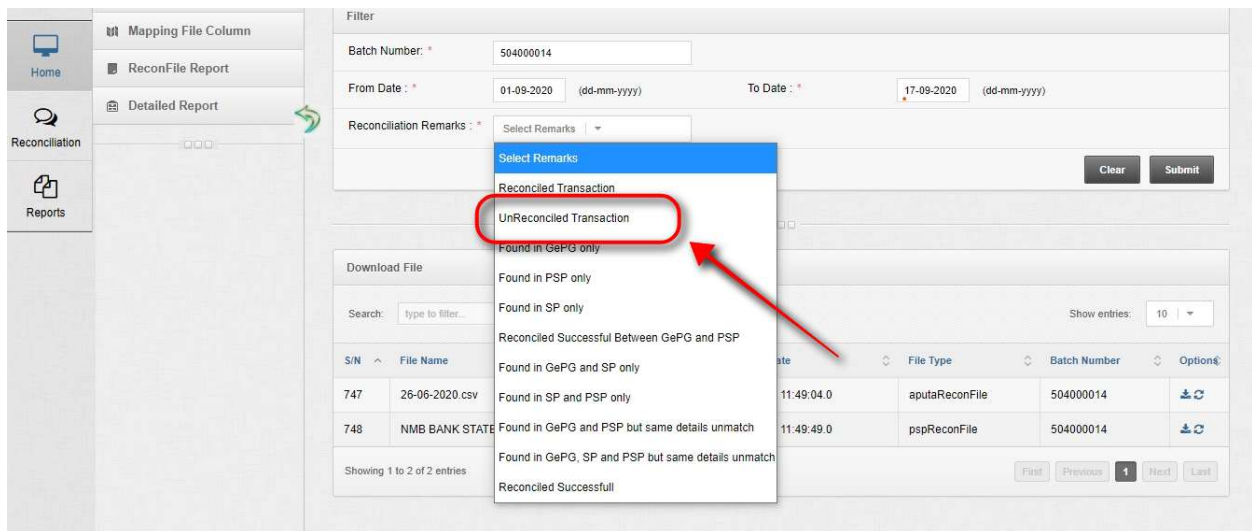 Home
Reconciliation
Reports
Mapping File Column
ReconFile Report
Detailed Report
Filter
Batch Number: * 504000014
From Date : * 01-09-2020 (dd-mm-yyyy) To Date : * 17-09-2020 (dd-mm-yyyy)
Reconciliation Remarks : * Select Remarks
Select Remarks
Reconciled Transaction
UnReconciled Transaction
Found in GePG only
Found in PSP only
Found in SP only
Reconciled Successful Between GePG and PSP
Found in GePG and SP only
Found in SP and PSP only
Found in GePG and PSP but same details unmatch
Found in GePG, SP and PSP but same details unmatch
Reconciled Successfull
Clear Submit
Download File
Search: type to filter... Show entries: 10
S/N File Name ate File Type Batch Number Options
747 26-06-2020.csv 11:49:04.0 aputaReconFile 504000014
748 NMB BANK STATE 11:49:49.0 pspReconFile 504000014
Showing 1 to 2 of 2 entries First Previous 1 Next Last